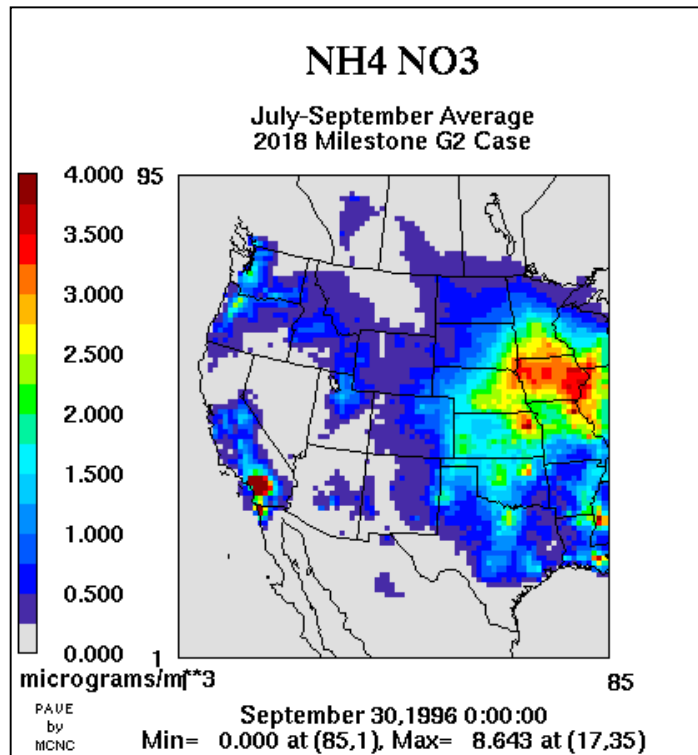 NH4 NO3
July-September Average
2018 Milestone G2 Case
4.000
3.500
3.000
2.500
2.000
1.500
1.000
0.500
0.000
95
1
micrograms/m**3
85
PAVE
by
MCNC
September 30,1996 0:00:00
Min= 0.000 at (85,1), Max= 8.643 at (17,35)